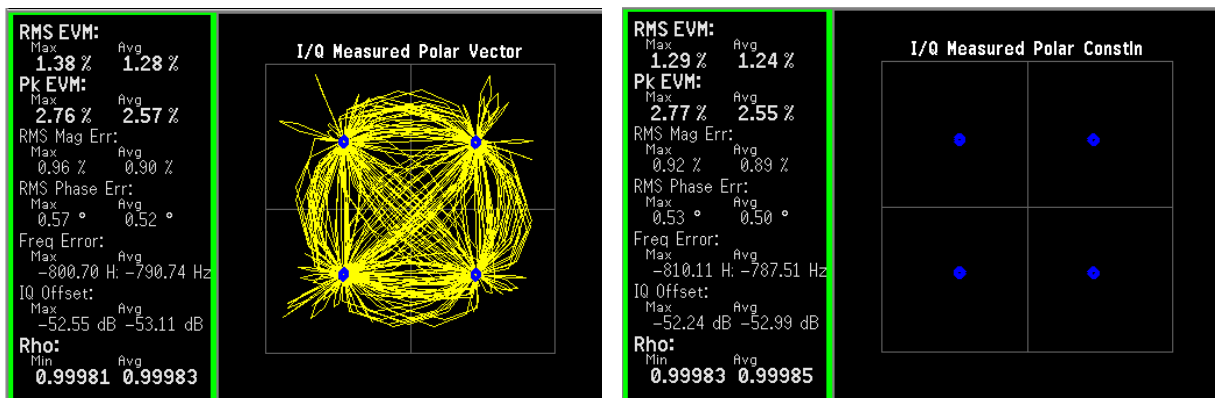 RMS EVM:
Max Avg
1.38 % 1.28 %
Pk EVM:
Max Avg
2.76 % 2.57 %
RMS Mag Err:
Max Avg
0.96 % 0.90 %
RMS Phase Err:
Max Avg
0.57 ° 0.52 °
Freq Error:
Max Avg
-800.70 H: -790.74 Hz
IQ Offset:
Max Avg
-52.55 dB -53.11 dB
Rho:
Min Avg
0.99981 0.99983
I/Q Measured Polar Vector
RMS EVM:
Max Avg
1.29 % 1.24 %
Pk EVM:
Max Avg
2.77 % 2.55 %
RMS Mag Err:
Max Avg
0.92 % 0.89 %
RMS Phase Err:
Max Avg
0.53 ° 0.50 °
Freq Error:
Max Avg
-810.11 H: -787.51 Hz
IQ Offset:
Max Avg
-52.24 dB -52.99 dB
Rho:
Min Avg
0.99983 0.99985
I/Q Measured Polar Constln